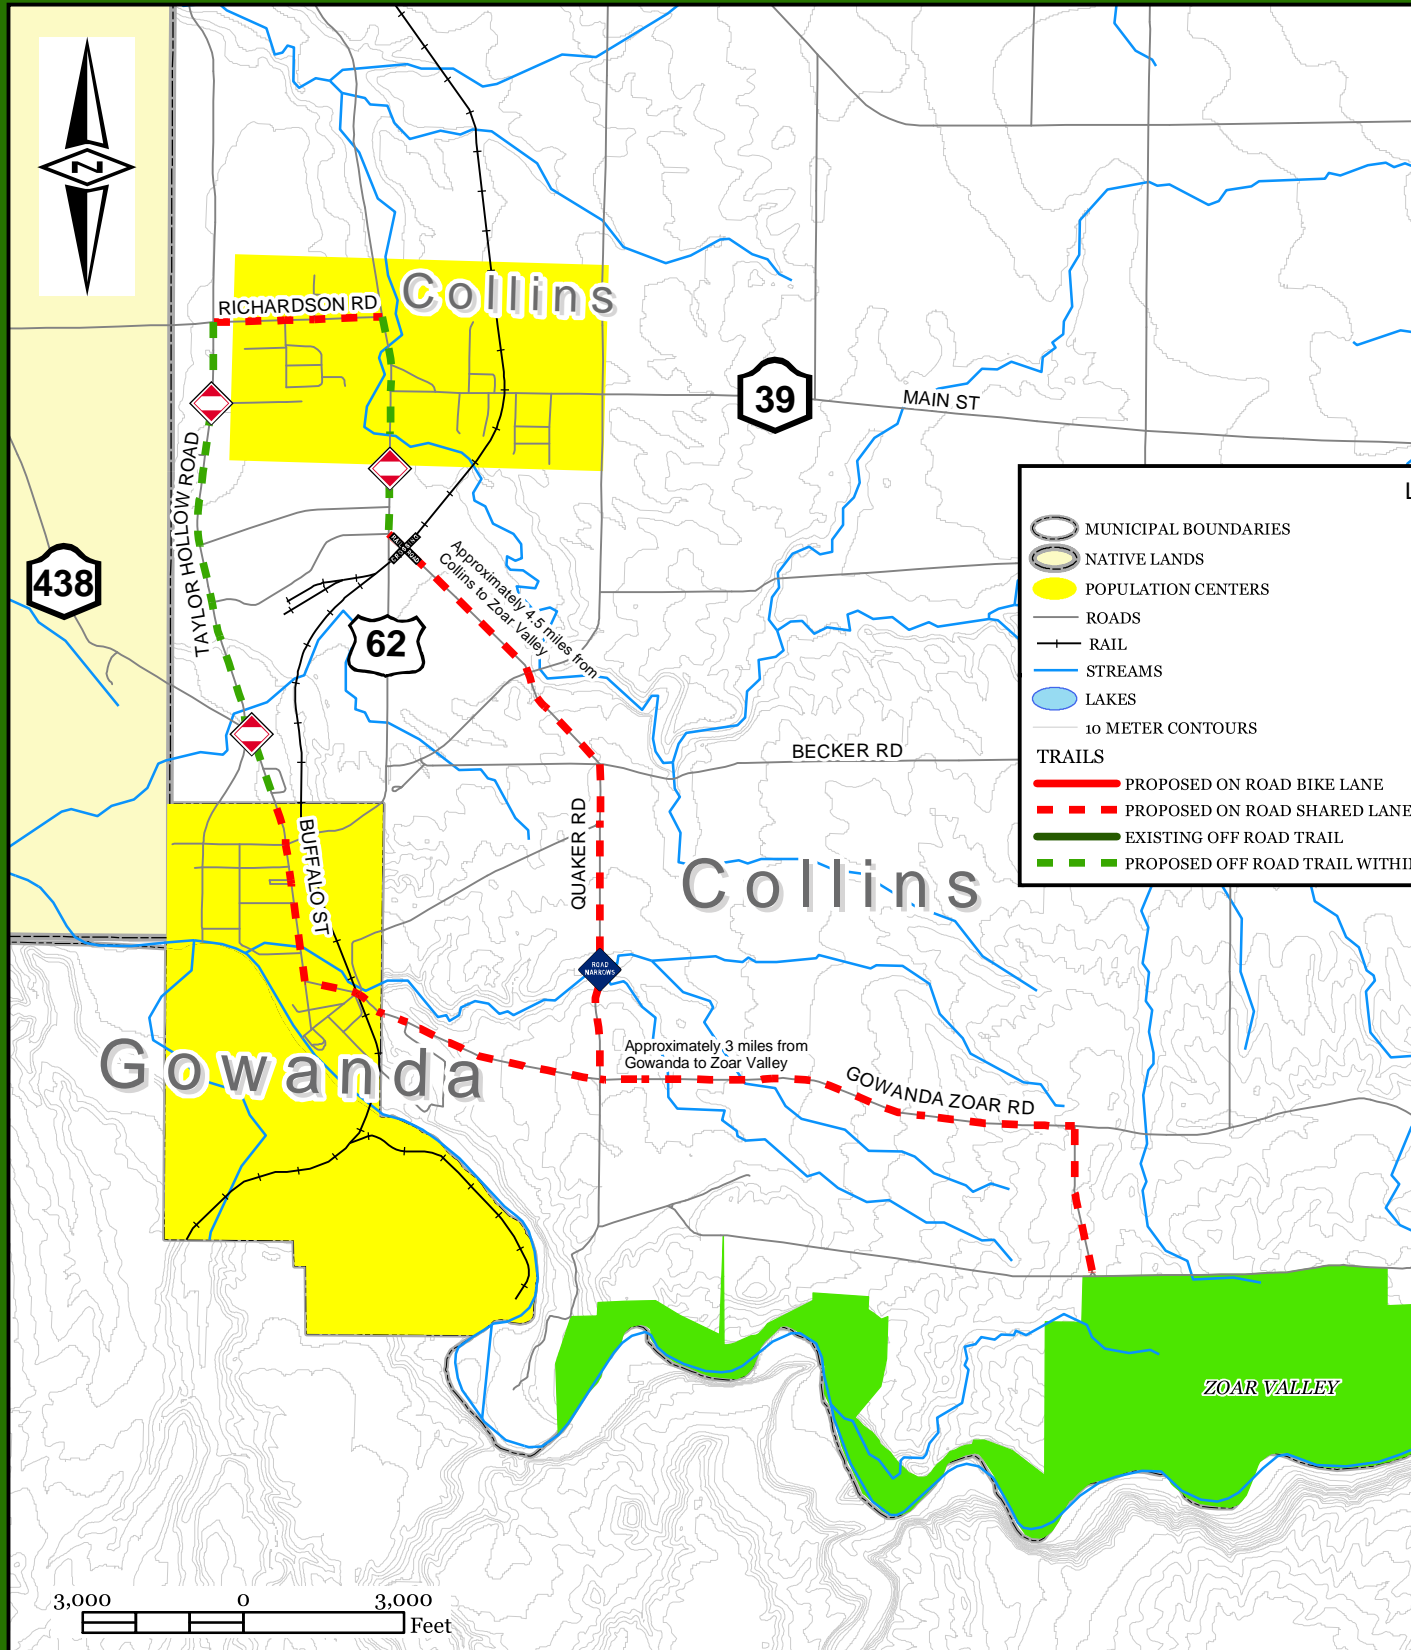 N
RICHARDSON RD
Collins
39
MAIN ST
TAYLOR HOLLOW ROAD
438
Approximately 4.5 miles from
Collins to Zoar Valley
62
L
MUNICIPAL BOUNDARIES
NATIVE LANDS
POPULATION CENTERS
ROADS
RAIL
STREAMS
LAKES
10 METER CONTOURS
TRAILS
PROPOSED ON ROAD BIKE LANE
PROPOSED ON ROAD SHARED LANE
EXISTING OFF ROAD TRAIL
PROPOSED OFF ROAD TRAIL WITHI
BECKER RD
QUAKER RD
BUFFALO ST
Collins
ROAD
NARROWS
Gowanda
Approximately 3 miles from
Gowanda to Zoar Valley
GOWANDA ZOAR RD
ZOAR VALLEY
3,000 0 3,000
Feet